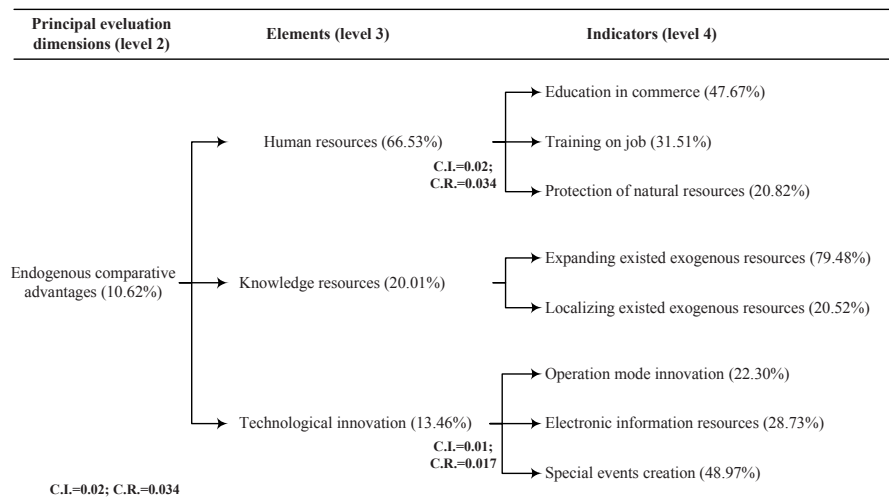 Principal eveluation
dimensions (level 2)
Elements (level 3)
Indicators (level 4)
Education in commerce (47.67%)
Human resources (66.53%)
Training on job (31.51%)
C.I.=0.02;
C.R.=0.034
Protection of natural resources (20.82%)
Expanding existed exogenous resources (79.48%)
Endogenous comparative
advantages (10.62%)
Knowledge resources (20.01%)
Localizing existed exogenous resources (20.52%)
Operation mode innovation (22.30%)
Technological innovation (13.46%)
Electronic information resources (28.73%)
C.I.=0.01;
C.R.=0.017
Special events creation (48.97%)
C.I.=0.02; C.R.=0.034